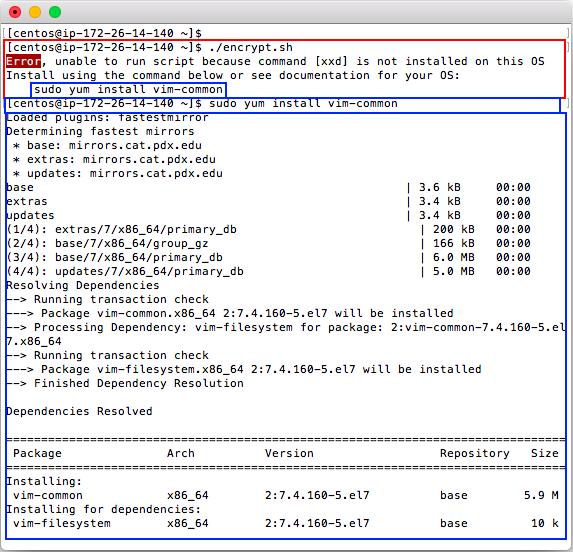 [centos@ip-172-26-14-140 ~]$
[centos@ip-172-26-14-140 ~]$ ./encrypt.sh
Error, unable to run script because command [xxd] is not installed on this OS
Install using the command below or see documentation for your OS:
    sudo yum install vim-common
[centos@ip-172-26-14-140 ~]$ sudo yum install vim-common
Loaded plugins: fastestmirror
Determining fastest mirrors
 * base: mirrors.cat.pdx.edu
 * extras: mirrors.cat.pdx.edu
 * updates: mirrors.cat.pdx.edu
base                                                     | 3.6 kB     00:00
extras                                                   | 3.4 kB     00:00
updates                                                  | 3.4 kB     00:00
(1/4): extras/7/x86_64/primary_db                          | 200 kB   00:00
(2/4): base/7/x86_64/group_gz                              | 166 kB   00:00
(3/4): base/7/x86_64/primary_db                            | 6.0 MB   00:00
(4/4): updates/7/x86_64/primary_db                         | 5.0 MB   00:00
Resolving Dependencies
--> Running transaction check
---> Package vim-common.x86_64 2:7.4.160-5.el7 will be installed
--> Processing Dependency: vim-filesystem for package: 2:vim-common-7.4.160-5.el
7.x86_64
--> Running transaction check
---> Package vim-filesystem.x86_64 2:7.4.160-5.el7 will be installed
--> Finished Dependency Resolution
Dependencies Resolved
================================================================================
 Package               Arch          Version                  Repository   Size
================================================================================
Installing:
 vim-common            x86_64        2:7.4.160-5.el7          base        5.9 M
Installing for dependencies:
 vim-filesystem        x86_64        2:7.4.160-5.el7          base         10 k